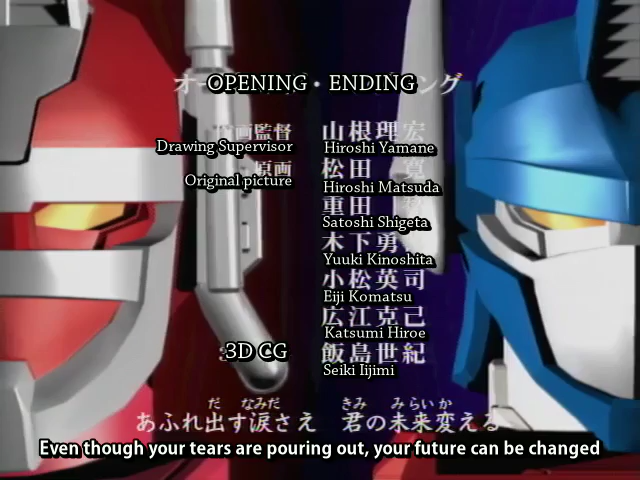 オー OPENING・ENDING ング
画監督 山根理宏
Drawing Supervisor Hiroshi Yamane
原画 松田 寛
Original picture Hiroshi Matsuda
重田
Satoshi Shigeta
木下勇
Yuuki Kinoshita
小松英司
Eiji Komatsu
広江克己
Katsumi Hiroe
3D CG 飯島世紀
Seiki Iijimi
だ なみだ きみ みらいか
あふれ出す涙さえ 君の未来変える
Even though your tears are pouring out, your future can be changed